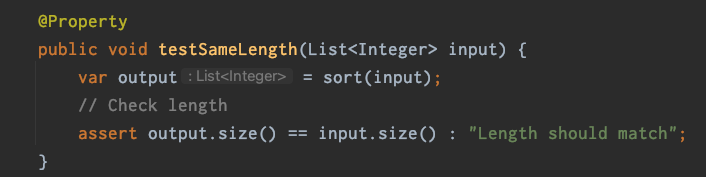 @Property
public void testSameLength(List<Integer> input) {
var output : List<Integer> = sort(input);
// Check length
assert output.size() == input.size() : "Length should match";
}